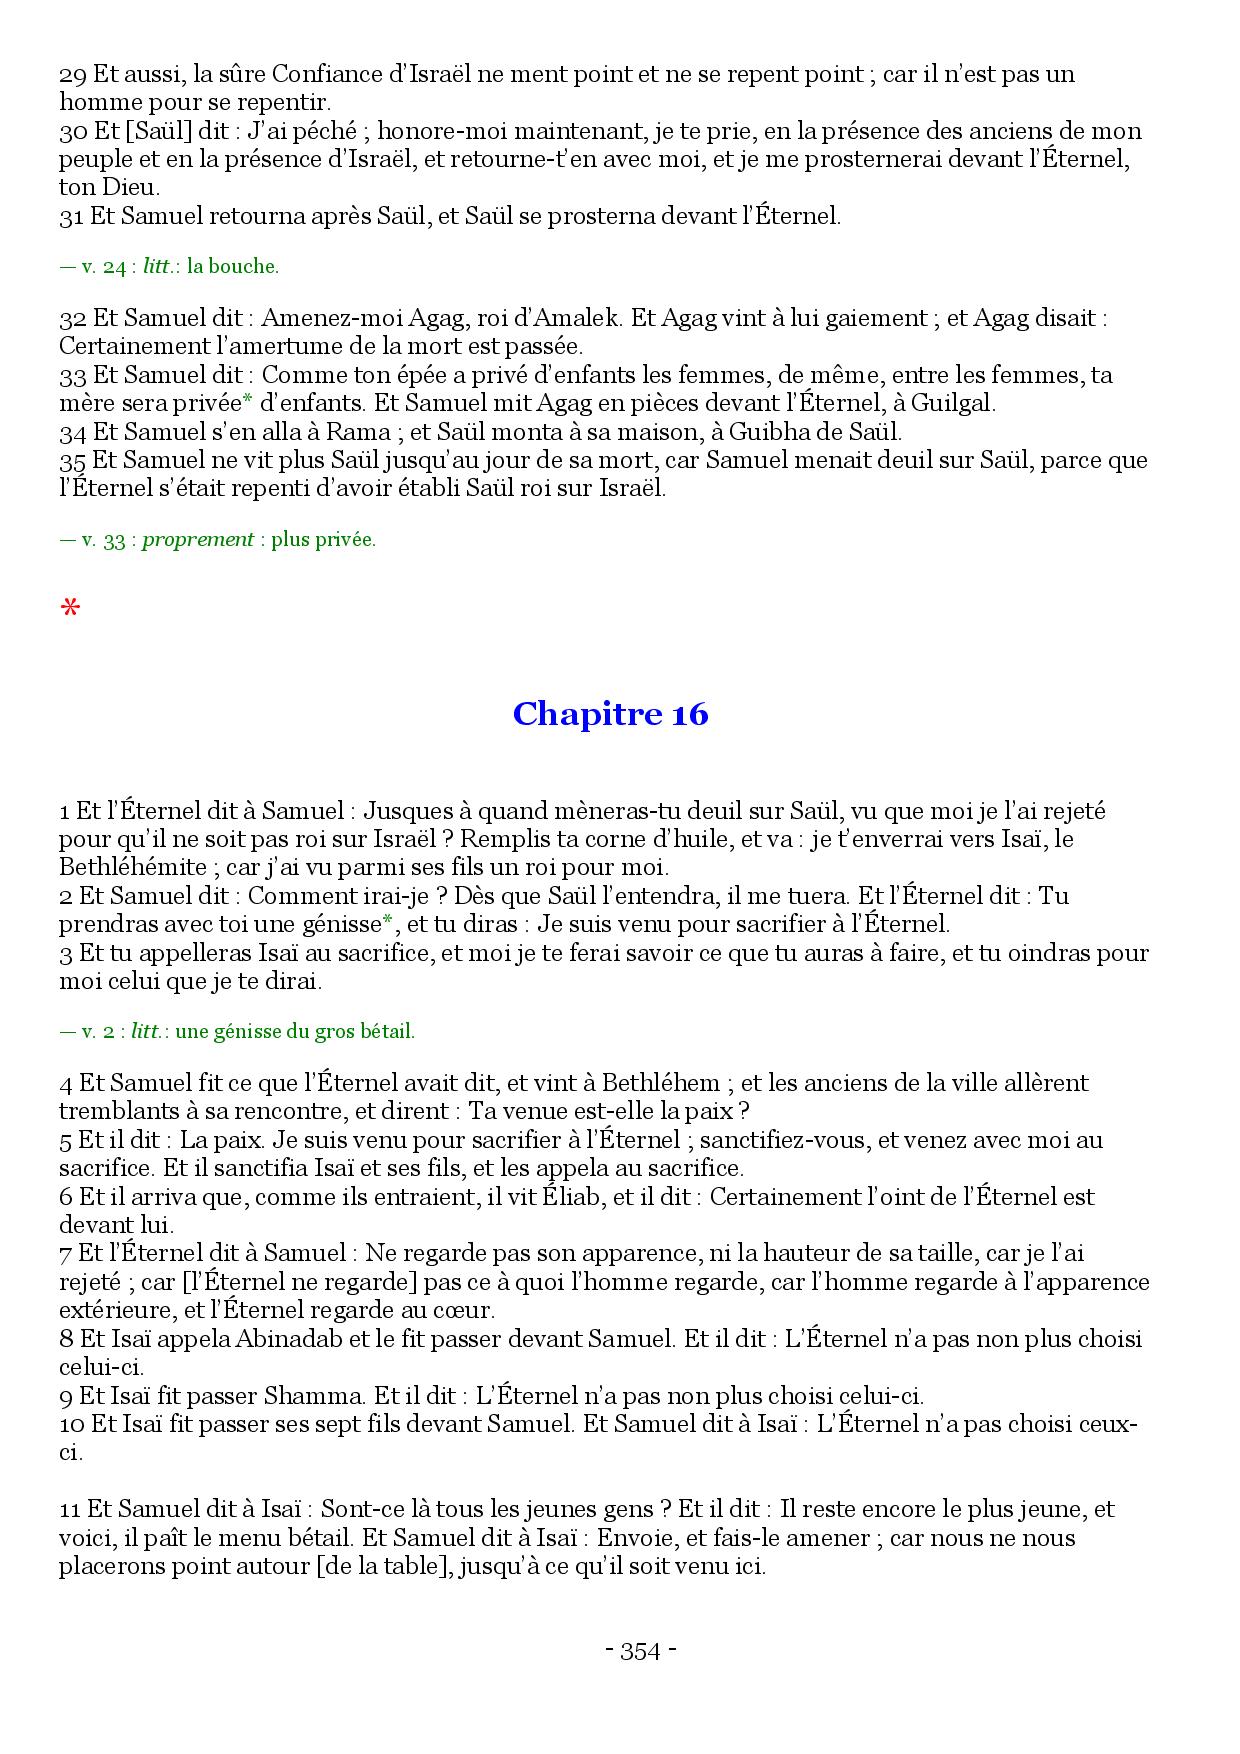 29 Et aussi, la sûre Confiance d’Israël ne ment point et ne se repent point ; car il n’est pas un
homme pour se repentir.
30 Et [Saül] dit : J’ai péché ; honore-moi maintenant, je te prie, en la présence des anciens de mon
peuple et en la présence d’Israël, et retourne-t’en avec moi, et je me prosternerai devant l’Éternel,
ton Dieu.
31 Et Samuel retourna après Saül, et Saül se prosterna devant l’Éternel.
— v. 24 : litt.: la bouche.
32 Et Samuel dit : Amenez-moi Agag, roi d’Amalek. Et Agag vint à lui gaiement ; et Agag disait :
Certainement l’amertume de la mort est passée.
33 Et Samuel dit : Comme ton épée a privé d’enfants les femmes, de même, entre les femmes, ta
mère sera privée* d’enfants. Et Samuel mit Agag en pièces devant l’Éternel, à Guilgal.
34 Et Samuel s’en alla à Rama ; et Saül monta à sa maison, à Guibha de Saül.
35 Et Samuel ne vit plus Saül jusqu’au jour de sa mort, car Samuel menait deuil sur Saül, parce que
l’Éternel s’était repenti d’avoir établi Saül roi sur Israël.
— v. 33 : proprement : plus privée.
*
Chapitre 16
1 Et l’Éternel dit à Samuel : Jusques à quand mèneras-tu deuil sur Saül, vu que moi je l’ai rejeté
pour qu’il ne soit pas roi sur Israël ? Remplis ta corne d’huile, et va : je t’enverrai vers Isaï, le
Bethléhémite ; car j’ai vu parmi ses fils un roi pour moi.
2 Et Samuel dit : Comment irai-je ? Dès que Saül l’entendra, il me tuera. Et l’Éternel dit : Tu
prendras avec toi une génisse*, et tu diras : Je suis venu pour sacrifier à l’Éternel.
3 Et tu appelleras Isaï au sacrifice, et moi je te ferai savoir ce que tu auras à faire, et tu oindras pour
moi celui que je te dirai.
— v. 2 : litt.: une génisse du gros bétail.
4 Et Samuel fit ce que l’Éternel avait dit, et vint à Bethléhem ; et les anciens de la ville allèrent
tremblants à sa rencontre, et dirent : Ta venue est-elle la paix ?
5 Et il dit : La paix. Je suis venu pour sacrifier à l’Éternel ; sanctifiez-vous, et venez avec moi au
sacrifice. Et il sanctifia Isaï et ses fils, et les appela au sacrifice.
6 Et il arriva que, comme ils entraient, il vit Éliab, et il dit : Certainement l’oint de l’Éternel est
devant lui.
7 Et l’Éternel dit à Samuel : Ne regarde pas son apparence, ni la hauteur de sa taille, car je l’ai
rejeté ; car [l’Éternel ne regarde] pas ce à quoi l’homme regarde, car l’homme regarde à l’apparence
extérieure, et l’Éternel regarde au cœur.
8 Et Isaï appela Abinadab et le fit passer devant Samuel. Et il dit : L’Éternel n’a pas non plus choisi
celui-ci.
9 Et Isaï fit passer Shamma. Et il dit : L’Éternel n’a pas non plus choisi celui-ci.
10 Et Isaï fit passer ses sept fils devant Samuel. Et Samuel dit à Isaï : L’Éternel n’a pas choisi ceux-
ci.
11 Et Samuel dit à Isaï : Sont-ce là tous les jeunes gens ? Et il dit : Il reste encore le plus jeune, et
voici, il paît le menu bétail. Et Samuel dit à Isaï : Envoie, et fais-le amener ; car nous ne nous
placerons point autour [de la table], jusqu’à ce qu’il soit venu ici.
- 354 -